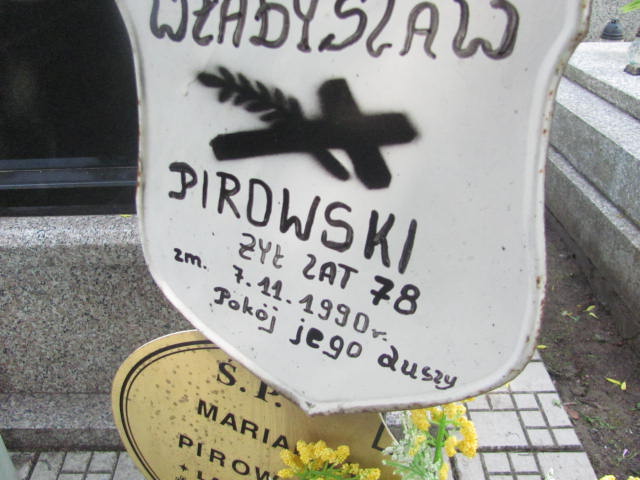 WŁADYSŁAW
PIROWSKI
ŻYŁ LAT 78
zm. 7.11.1990r.
Pokój jego duszy
Ś.P.
MARIA
PIROW